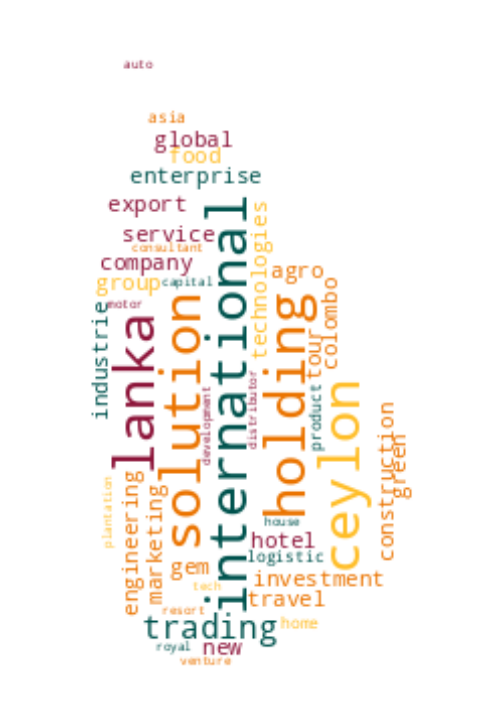 auto
asia
global
food
enterprise
export
service
consultant
company
group
capital
motor
industrie
lanka
solution
international
technologies
agro
holding
tour
colombo
development
distributor
product
ceylon
construction
green
plantation
engineering
marketing
house
hotel
logistic
gem
tech
investment
travel
resort
trading
home
royal
new
venture